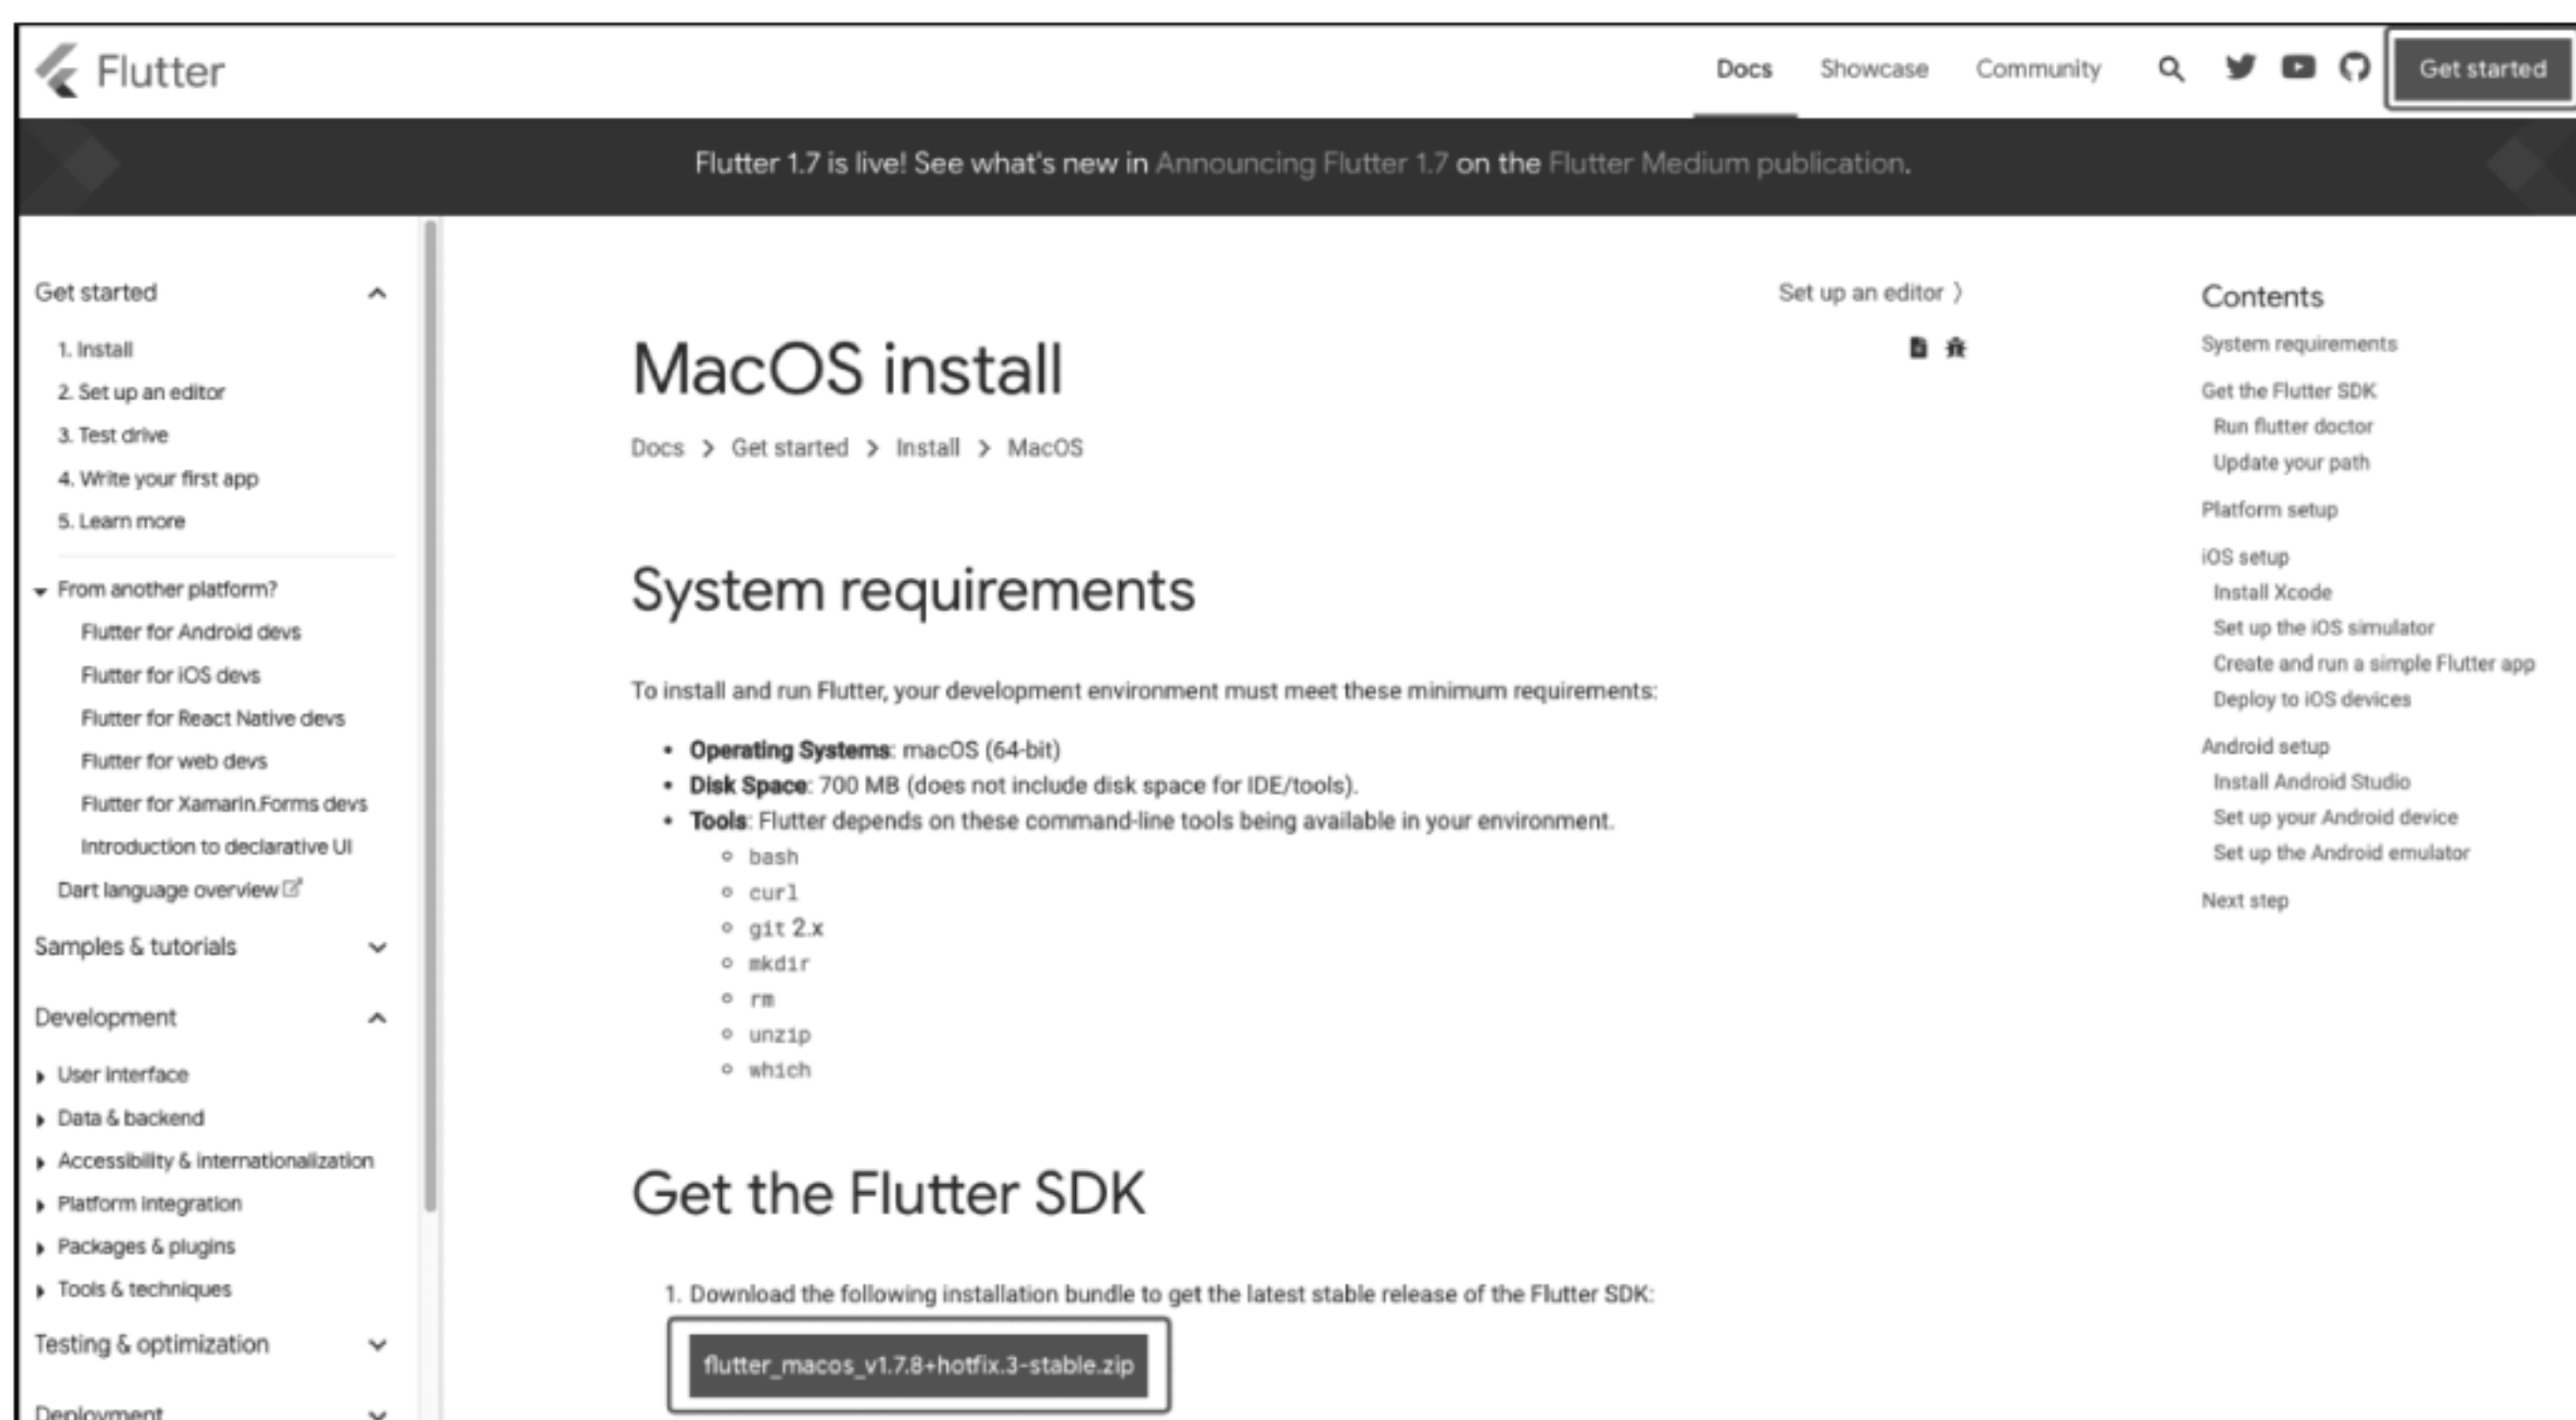 Flutter
Docs Showcase Community Get started
Flutter 1.7 is live! See what's new in Announcing Flutter 1.7 on the Flutter Medium publication.
Get started
1. Install
2. Set up an editor
3. Test drive
4. Write your first app
5. Learn more
From another platform?
Flutter for Android devs
Flutter for iOS devs
Flutter for React Native devs
Flutter for web devs
Flutter for Xamarin.Forms devs
Introduction to declarative UI
Dart language overview
Samples & tutorials
Development
User interface
Data & backend
Accessibility & internationalization
Platform integration
Packages & plugins
Tools & techniques
Testing & optimization
Deployment
Set up an editor 〉
MacOS install
Docs > Get started > Install > MacOS
System requirements
To install and run Flutter, your development environment must meet these minimum requirements:
• Operating Systems: macOS (64-bit)
• Disk Space: 700 MB (does not include disk space for IDE/tools).
• Tools: Flutter depends on these command-line tools being available in your environment.
◦ bash
◦ curl
◦ git 2.x
◦ mkdir
◦ rm
◦ unzip
◦ which
Get the Flutter SDK
1. Download the following installation bundle to get the latest stable release of the Flutter SDK:
flutter_macos_v1.7.8+hotfix.3-stable.zip
Contents
System requirements
Get the Flutter SDK
Run flutter doctor
Update your path
Platform setup
iOS setup
Install Xcode
Set up the iOS simulator
Create and run a simple Flutter app
Deploy to iOS devices
Android setup
Install Android Studio
Set up your Android device
Set up the Android emulator
Next step